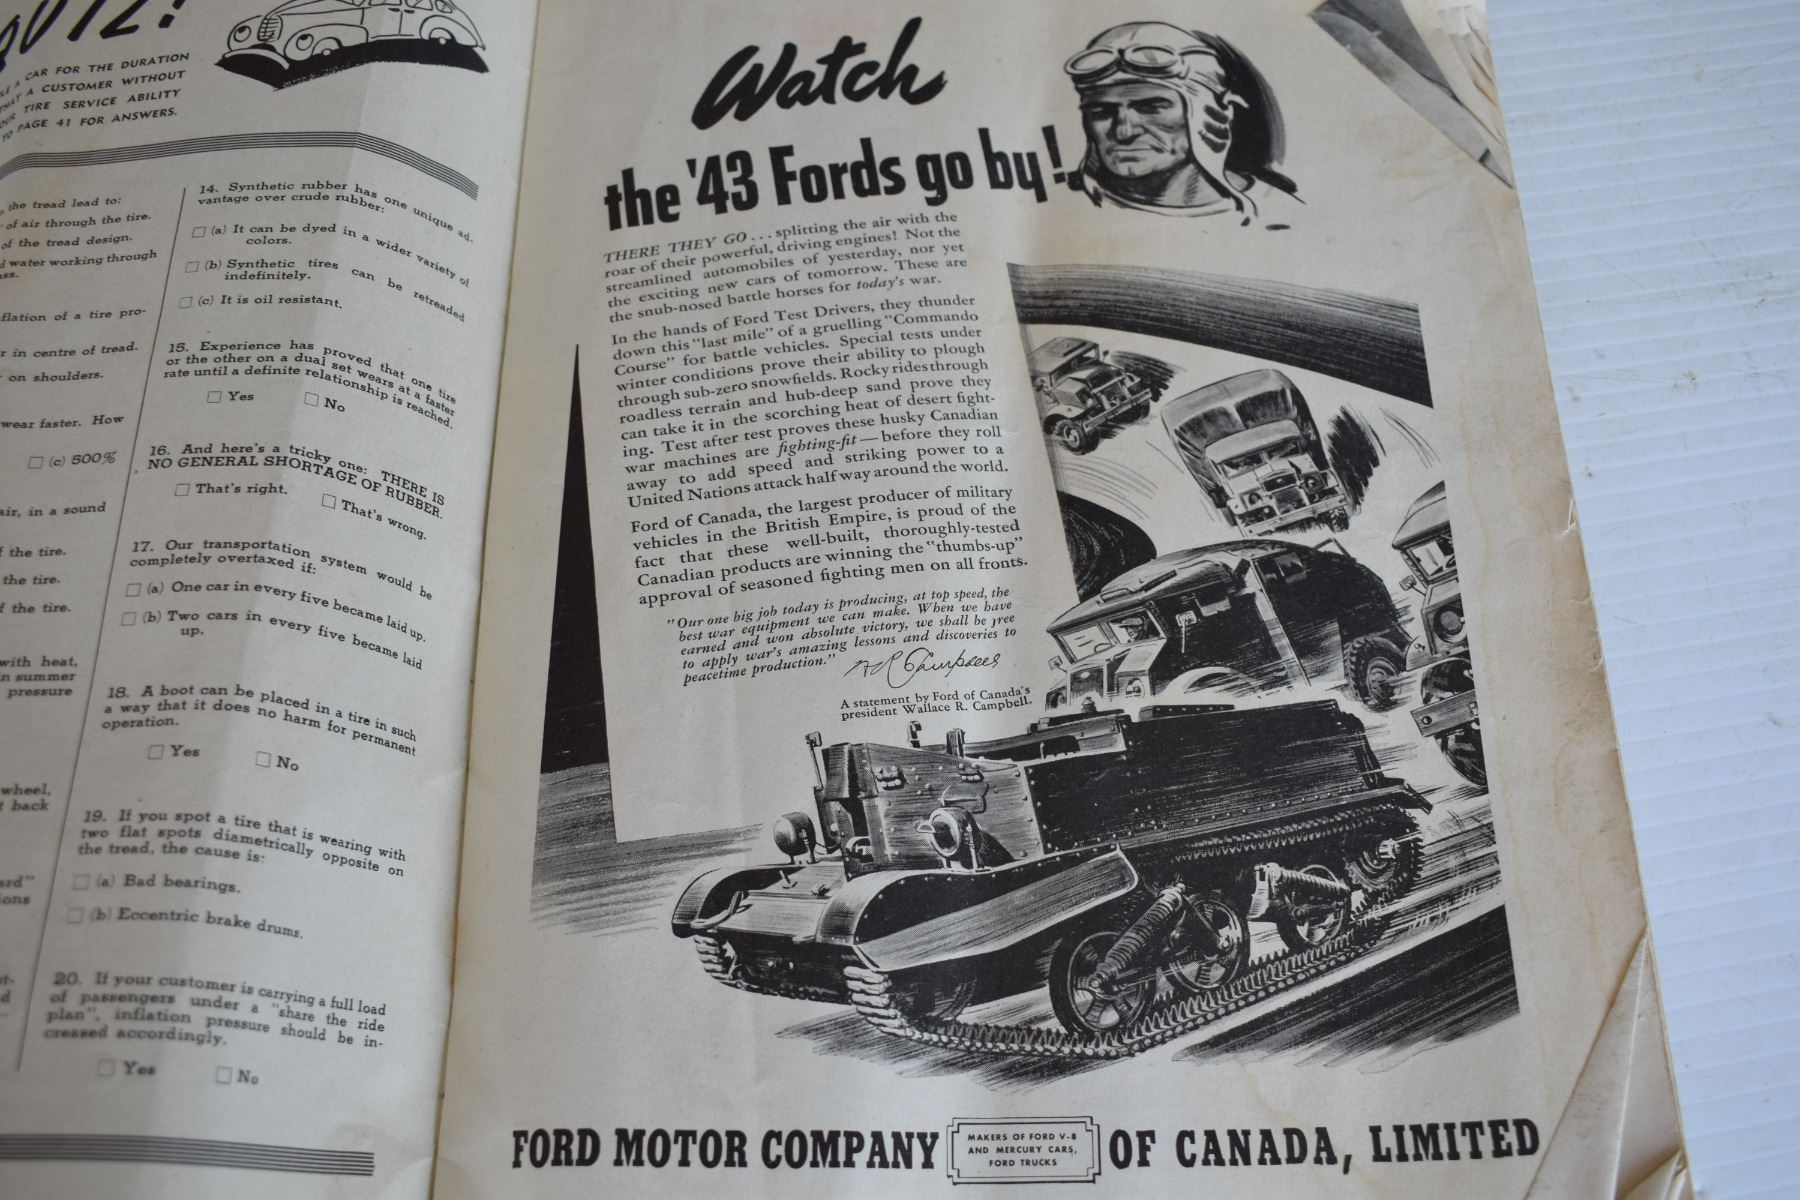 CAR FOR THE DURATION
A CUSTOMER WITHOUT
TIRE SERVICE ABILITY
TO PAGE 41 FOR ANSWERS.
the tread lead to:
of air through the tire.
of the tread design.
water working through
flation of a tire pro-
in centre of tread.
on shoulders.
wear faster. How
(c) 500%
air, in a sound
the tire.
the tire.
the tire.
with heat,
in summer
pressure
wheel,
back
14. Synthetic rubber has one unique ad-
vantage over crude rubber:
(a) It can be dyed in a wider variety of
colors.
(b) Synthetic tires can be retreaded
indefinitely.
(c) It is oil resistant.
15. Experience has proved that one tire
or the other on a dual set wears at a faster
rate until a definite relationship is reached.
Yes No
16. And here's a tricky one: THERE IS
NO GENERAL SHORTAGE OF RUBBER.
That's right. That's wrong.
17. Our transportation system would be
completely overtaxed if:
(a) One car in every five became laid up.
(b) Two cars in every five became laid
up.
18. A boot can be placed in a tire in such
a way that it does no harm for permanent
operation.
Yes No
19. If you spot a tire that is wearing with
two flat spots diametrically opposite on
the tread, the cause is:
(a) Bad bearings.
(b) Eccentric brake drums.
20. If your customer is carrying a full load
of passengers under a "share the ride
plan", inflation pressure should be in-
creased accordingly.
Yes No
Watch
the '43 Fords go by!
THERE THEY GO... splitting the air with the
roar of their powerful, driving engines! Not the
streamlined automobiles of yesterday, nor yet
the exciting new cars of tomorrow. These are
the snub-nosed battle horses for today's war.
In the hands of Ford Test Drivers, they thunder
down this "last mile" of a gruelling "Commando
Course" for battle vehicles. Special tests under
winter conditions prove their ability to plough
through sub-zero snowfields. Rocky rides through
roadless terrain and hub-deep sand prove they
can take it in the scorching heat of desert fight-
ing. Test after test proves these husky Canadian
war machines are fighting-fit—before they roll
away to add speed and striking power to a
United Nations attack half way around the world.
Ford of Canada, the largest producer of military
vehicles in the British Empire, is proud of the
fact that these well-built, thoroughly-tested
Canadian products are winning the "thumbs-up"
approval of seasoned fighting men on all fronts.
"Our one big job today is producing, at top speed, the
best war equipment we can make. When we have
earned and won absolute victory, we shall be free
to apply war's amazing lessons and discoveries to
peacetime production." W R Campbell
A statement by Ford of Canada's
president Wallace R. Campbell.
FORD MOTOR COMPANY OF CANADA, LIMITED
MAKERS OF FORD V-8
AND MERCURY CARS,
FORD TRUCKS